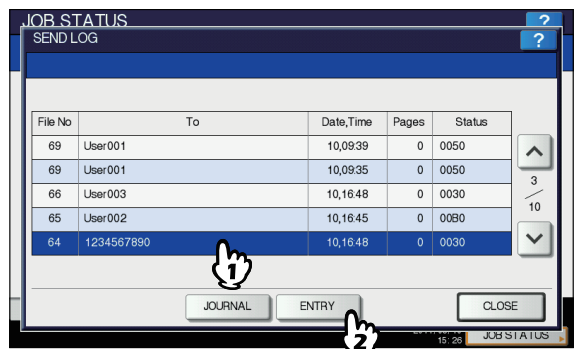 JOB STATUS ?
SEND LOG ?
File No To Date,Time Pages Status
69 User001 10,09:39 0 0050
69 User001 10,09:35 0 0050
66 User003 10,16:48 0 0030
65 User002 10,16:45 0 00B0
64 1234567890 10,16:48 0 0030
3
10
1
JOURNAL ENTRY CLOSE
2
15: 26 JOB STATUS